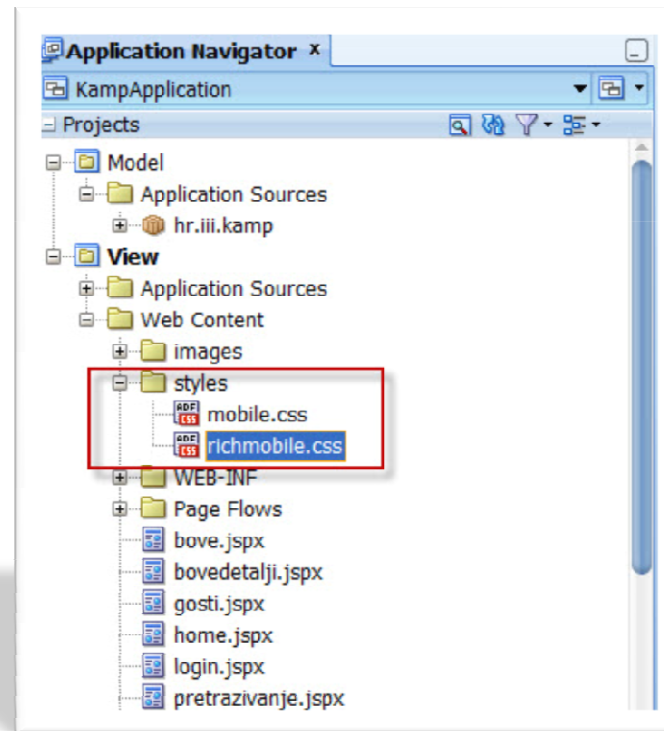 Application Navigator x
KampApplication
Projects
Model
Application Sources
hr.iii.kamp
View
Application Sources
Web Content
images
styles
ADF CSS mobile.css
ADF CSS richmobile.css
WEB-INF
Page Flows
bove.jspx
bovedetalji.jspx
gosti.jspx
home.jspx
login.jspx
pretrazivanje.jspx